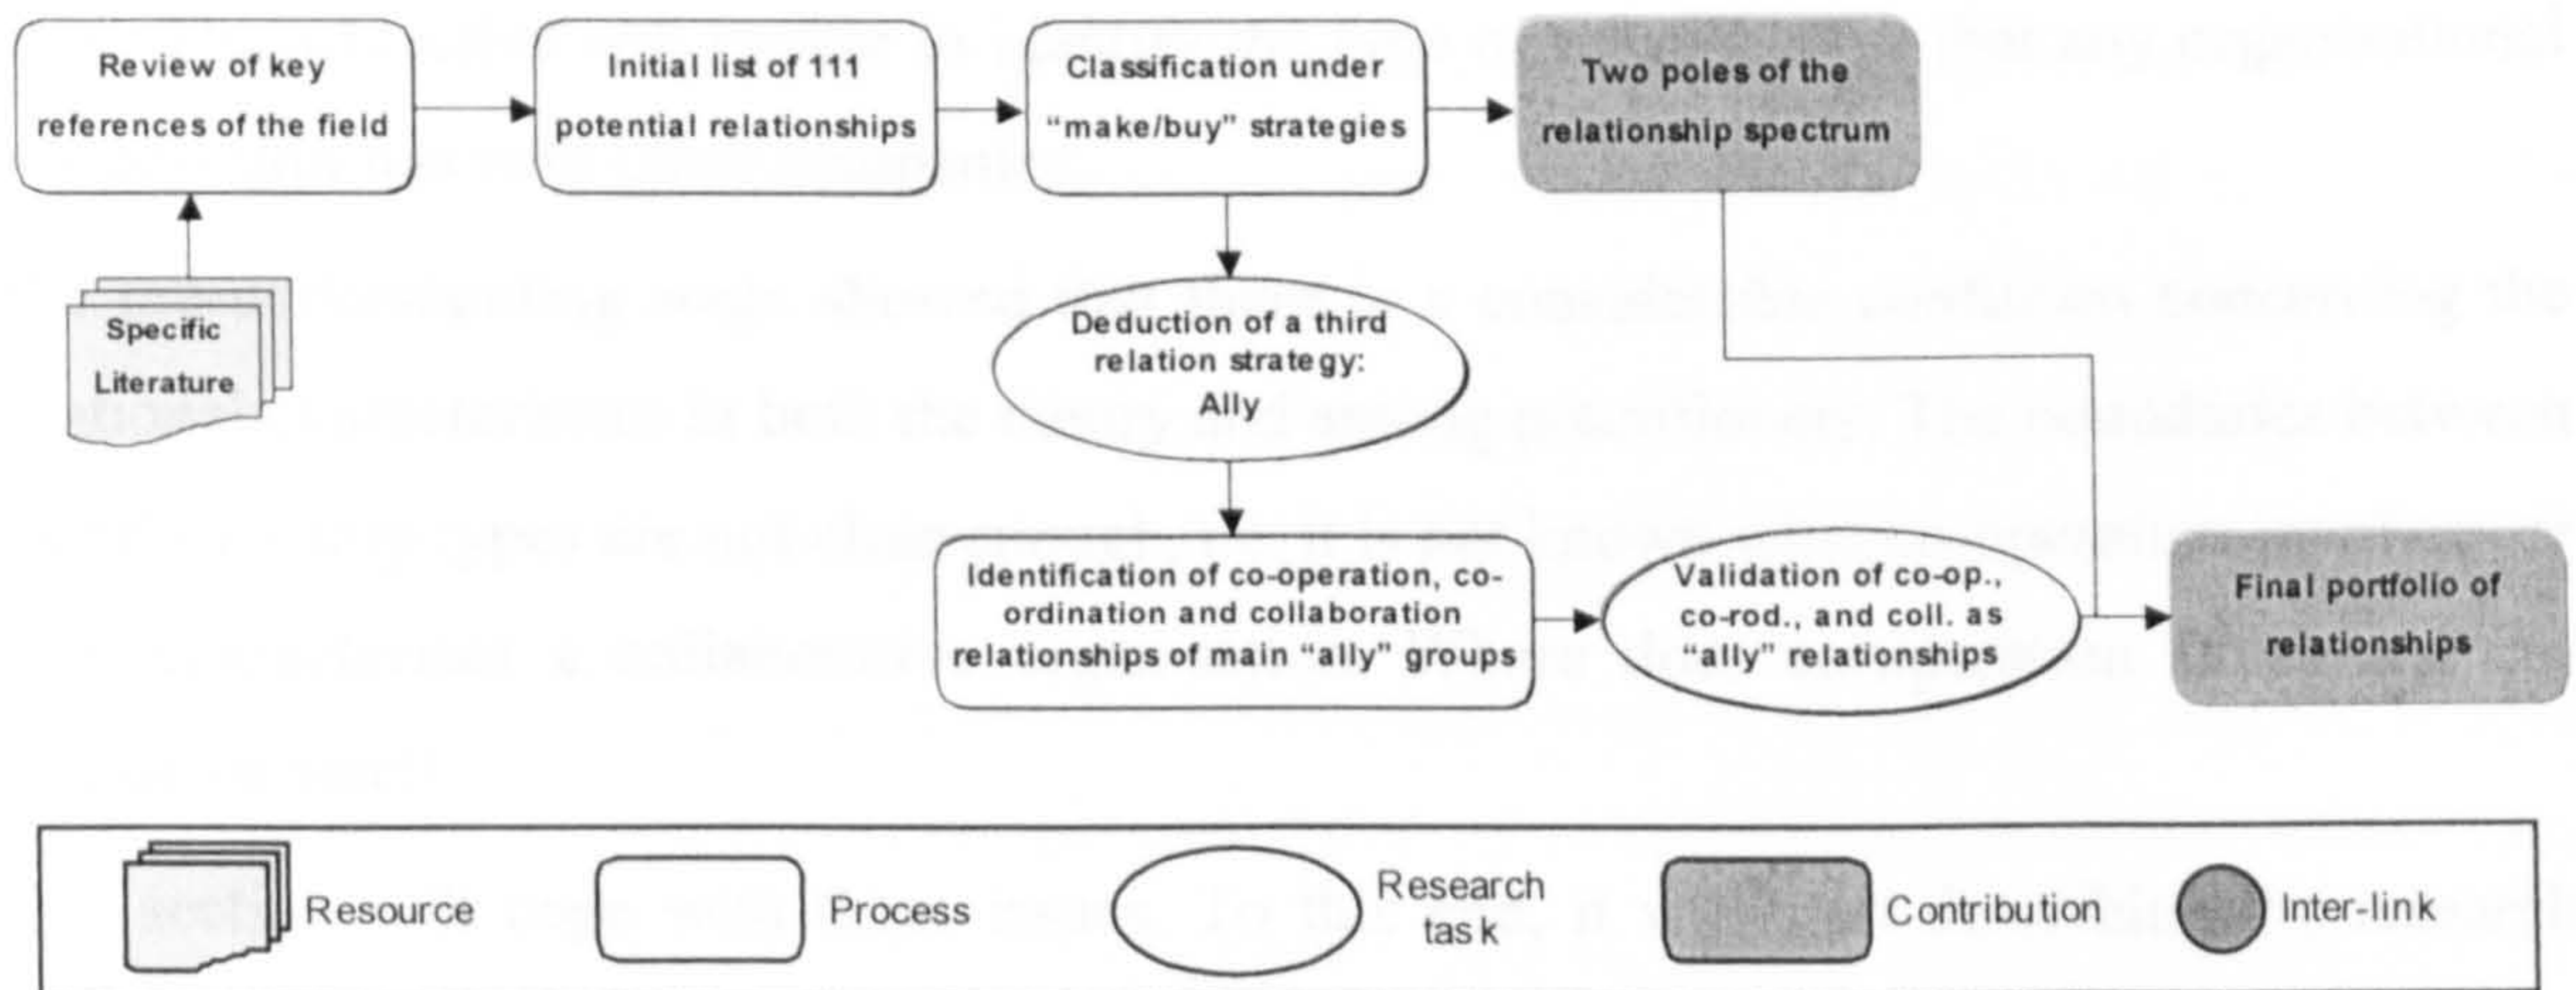 Review of key
references of the field
Initial list of 111
potential relationships
Classification under
“make/buy” strategies
Two poles of the
relationship spectrum
Specific
Literature
Deduction of a third
relation strategy:
Ally
Identification of co-operation, co-
ordination and collaboration
relationships of main “ally” groups
Validation of co-op.,
co-rod., and coll. as
“ally” relationships
Final portfolio of
relationships
Resource
Process
Research
task
Contribution
Inter-link